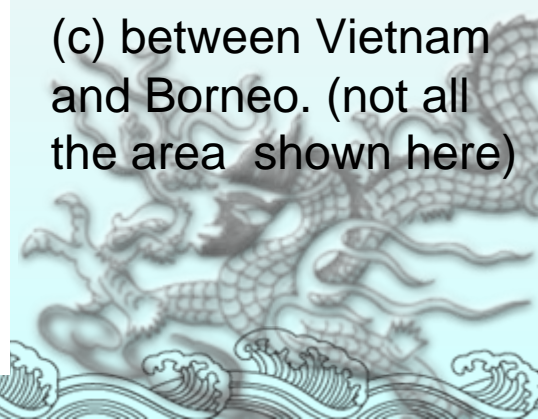 (c) between Vietnam
and Borneo. (not all
the area  shown here)